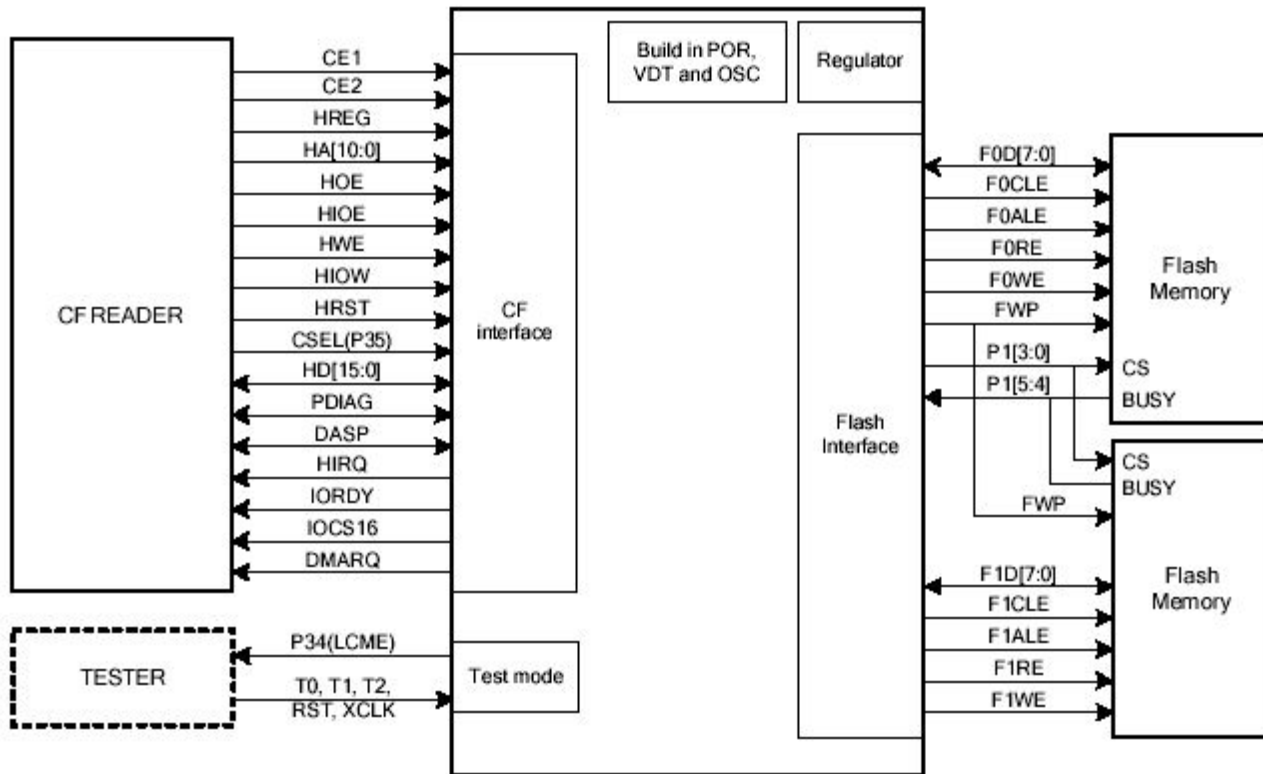 CF READER
CE1
CE2
HREG
HA[10:0]
HOE
HIOE
HWE
HIOW
HRST
CSEL(P35)
HD[15:0]
PDIAG
DASP
HIRQ
IORDY
IOCS16
DMARQ
TESTER
P34(LCME)
T0, T1, T2,
RST, XCLK
CF
interface
Test mode
Build in POR,
VDT and OSC
Regulator
Flash
Interface
F0D[7:0]
F0CLE
F0ALE
F0RE
F0WE
FWP
P1[3:0]
P1[5:4]
Flash
Memory
CS
BUSY
CS
BUSY
FWP
F1D[7:0]
F1CLE
F1ALE
F1RE
F1WE
Flash
Memory